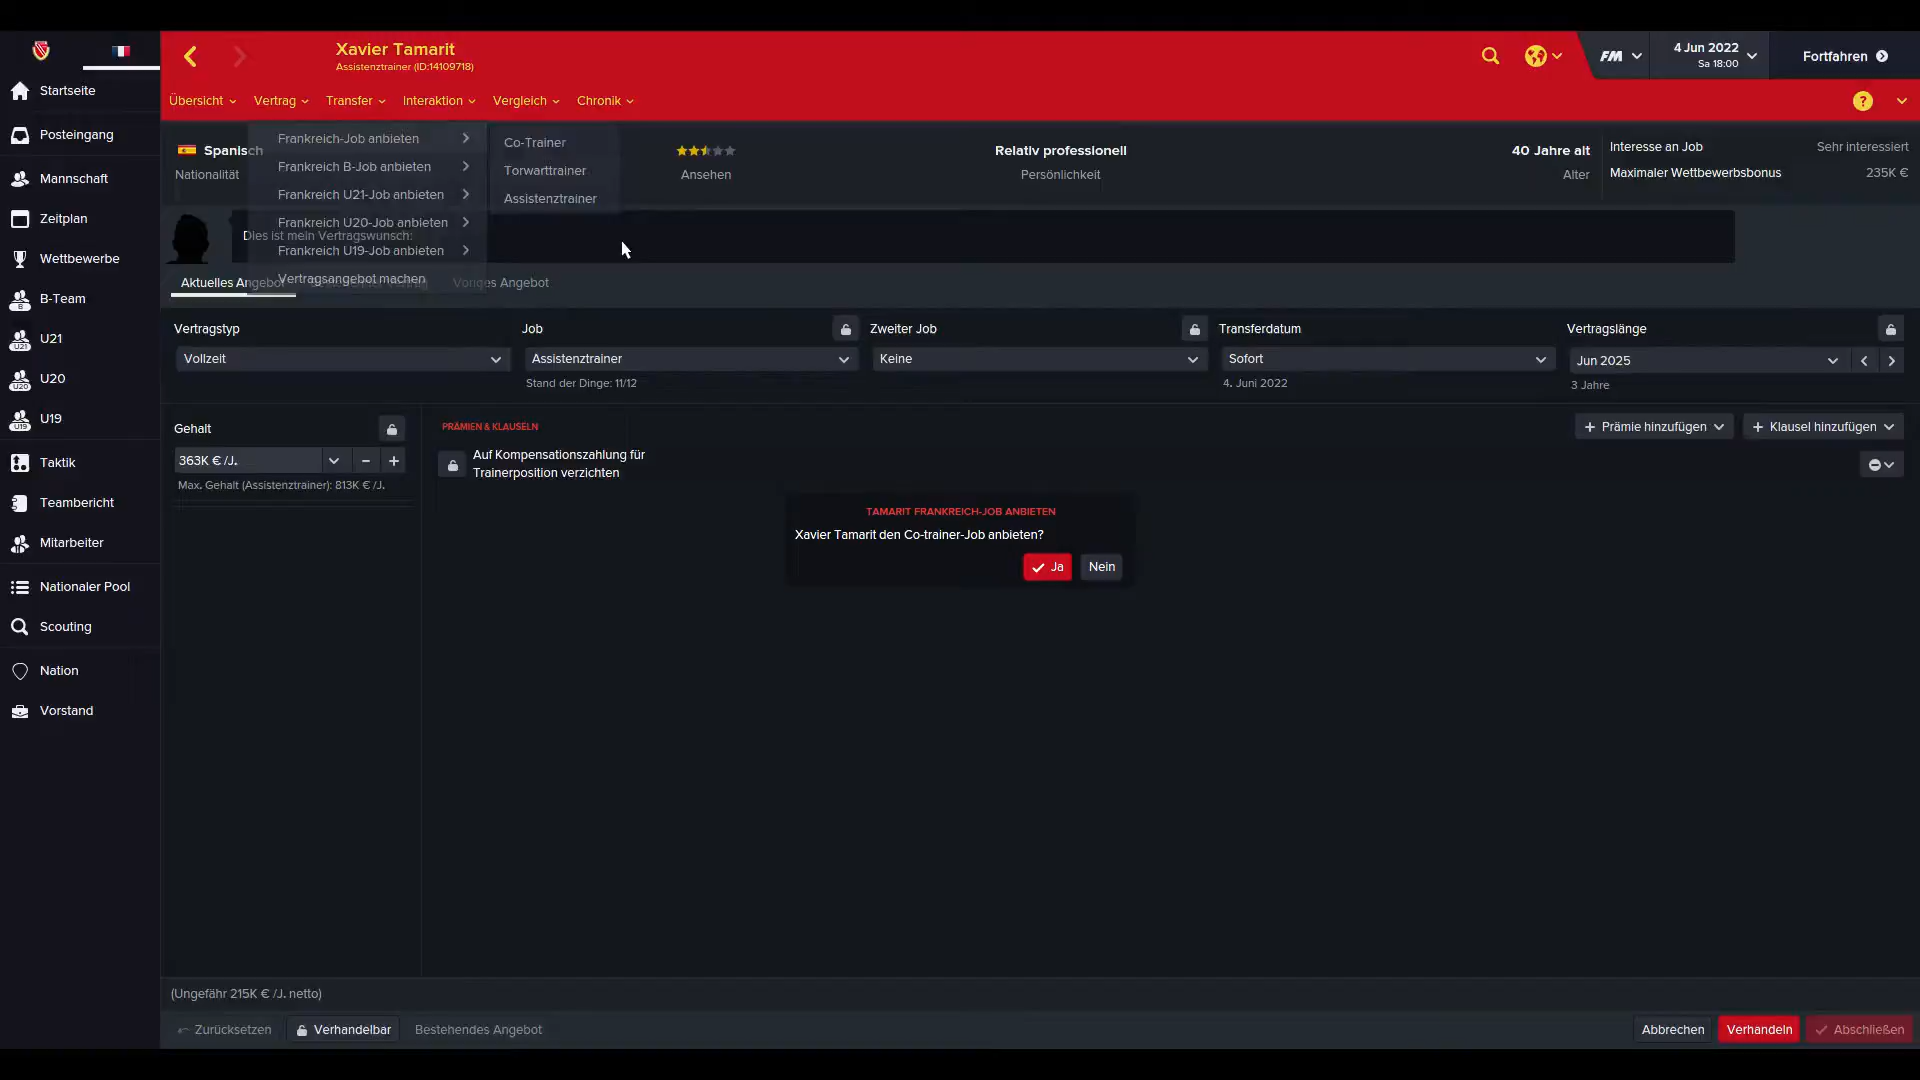 Xavier Tamarit
Assistenztrainer (ID:14109718)
FM
4 Jun 2022
Sa 18:00
Fortfahren
Übersicht
Vertrag
Transfer
Interaktion
Vergleich
Chronik
?
Startseite
Posteingang
Mannschaft
Zeitplan
Wettbewerbe
B-Team
U21
U20
U19
Taktik
Teambericht
Mitarbeiter
Nationaler Pool
Scouting
Nation
Vorstand
Spanisch
Nationalität
Frankreich-Job anbieten
Frankreich B-Job anbieten
Frankreich U21-Job anbieten
Frankreich U20-Job anbieten
Frankreich U19-Job anbieten
Vertragsangebot machen
Co-Trainer
Torwarttrainer
Assistenztrainer
Ansehen
Relativ professionell
Persönlichkeit
40 Jahre alt
Alter
Interesse an Job
Sehr interessiert
Maximaler Wettbewerbsbonus
235K €
Dies ist mein Vertragswunsch:
Aktuelles Angebot
Voriges Angebot
Vertragstyp
Vollzeit
Job
Assistenztrainer
Stand der Dinge: 11/12
Zweiter Job
Keine
Transferdatum
Sofort
4. Juni 2022
Vertragslänge
Jun 2025
3 Jahre
Gehalt
363K € /J.
Max. Gehalt (Assistenztrainer): 813K € /J.
PRÄMIEN & KLAUSELN
Prämie hinzufügen
Klausel hinzufügen
Auf Kompensationszahlung für
Trainerposition verzichten
TAMARIT FRANKREICH-JOB ANBIETEN
Xavier Tamarit den Co-trainer-Job anbieten?
Ja
Nein
(Ungefähr 215K € /J. netto)
Zurücksetzen
Verhandelbar
Bestehendes Angebot
Abbrechen
Verhandeln
Abschließen